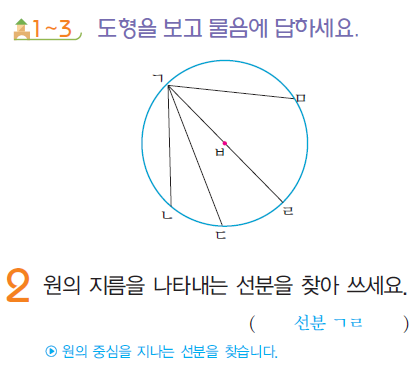 1~3 도형을 보고 물음에 답하세요.
ㄱ
ㅁ
ㅂ
ㄴ
ㄹ
ㄷ
2 원의 지름을 나타내는 선분을 찾아 쓰세요.
( 선분 ㄱㄹ )
▷ 원의 중심을 지나는 선분을 찾습니다.